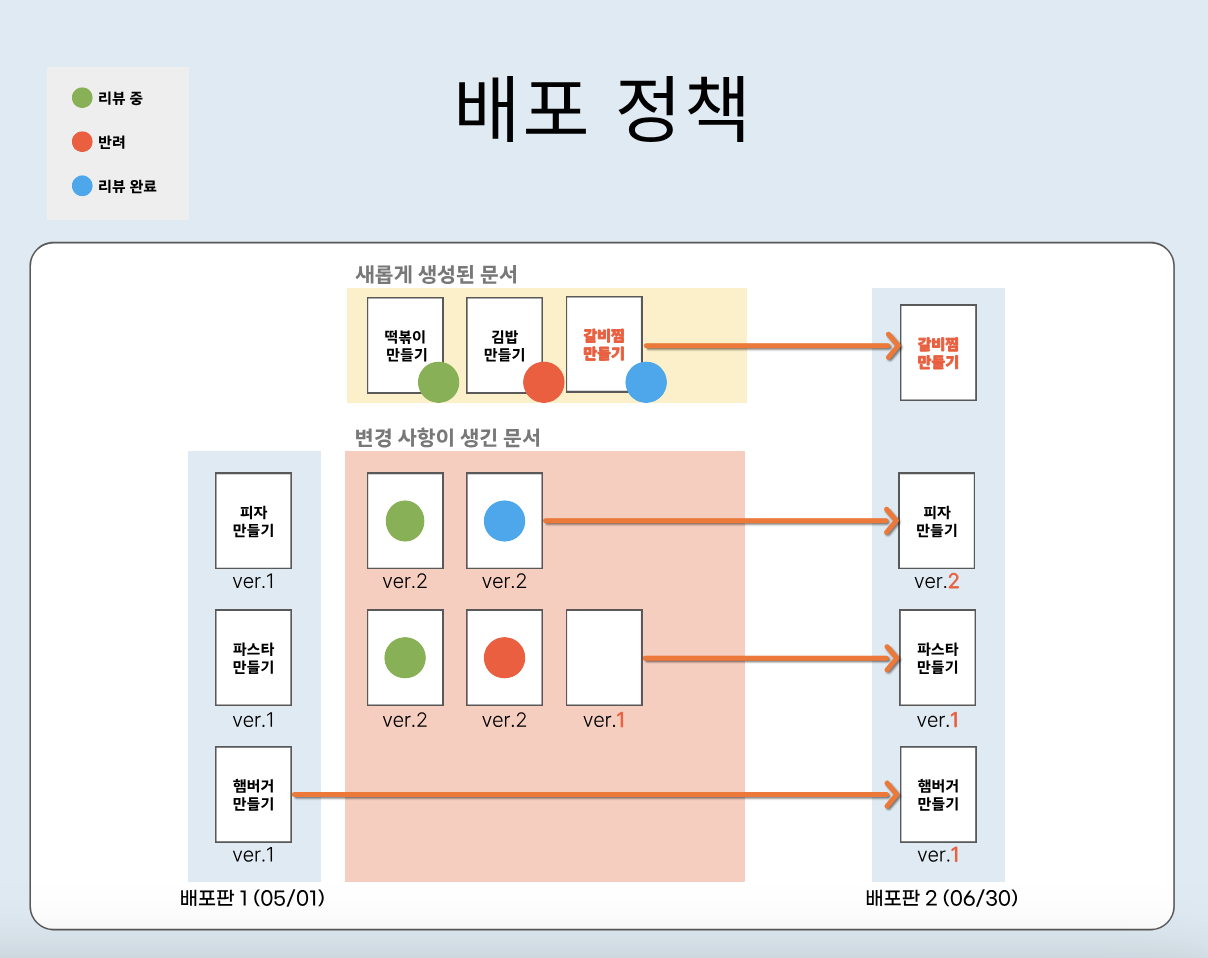 배포 정책
리뷰 중
반려
리뷰 완료
새롭게 생성된 문서
떡볶이
만들기
김밥
만들기
갈비찜
만들기
갈비찜
만들기
변경 사항이 생긴 문서
피자
만들기
ver.1
ver.2
ver.2
피자
만들기
ver.2
파스타
만들기
ver.1
ver.2
ver.2
ver.1
파스타
만들기
ver.1
햄버거
만들기
ver.1
햄버거
만들기
ver.1
배포판 1 (05/01)
배포판 2 (06/30)